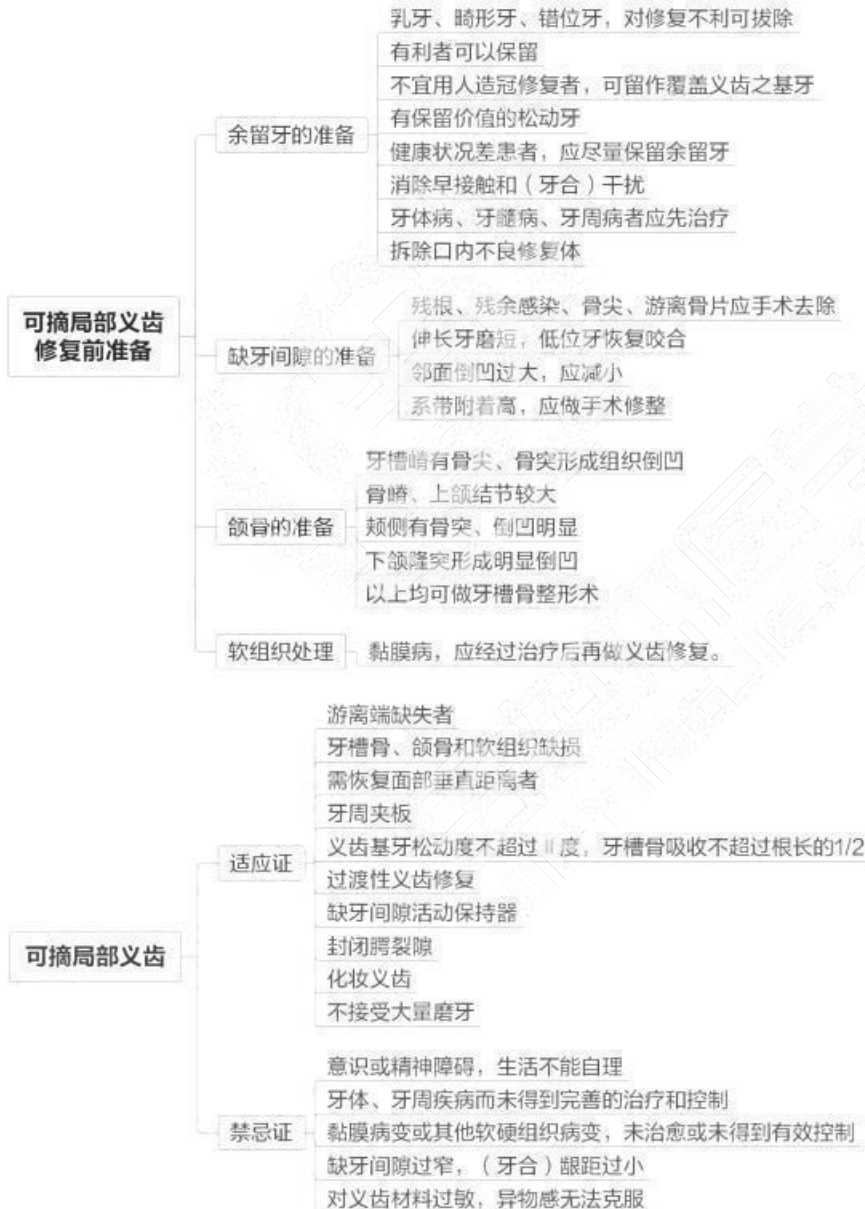 可摘局部义齿
修复前准备
余留牙的准备
乳牙、畸形牙、错位牙，对修复不利可拔除
有利者可以保留
不宜用人造冠修复者，可留作覆盖义齿之基牙
有保留价值的松动牙
健康状况差患者，应尽量保留余留牙
消除早接触和（牙合）干扰
牙体病、牙髓病、牙周病者应先治疗
拆除口内不良修复体
缺牙间隙的准备
残根、残余感染、骨尖、游离骨片应手术去除
伸长牙磨短，低位牙恢复咬合
邻面倒凹过大，应减小
系带附着高，应做手术修整
颌骨的准备
牙槽嵴有骨尖、骨突形成组织倒凹
骨嵴、上颌结节较大
颊侧有骨突、倒凹明显
下颌隆突形成明显倒凹
以上均可做牙槽骨整形术
软组织处理
黏膜病，应经过治疗后再做义齿修复。
可摘局部义齿
适应证
游离端缺失者
牙槽骨、颌骨和软组织缺损
需恢复面部垂直距离者
牙周夹板
义齿基牙松动度不超过Ⅱ度，牙槽骨吸收不超过根长的1/2
过渡性义齿修复
缺牙间隙活动保持器
封闭腭裂隙
化妆义齿
不接受大量磨牙
禁忌证
意识或精神障碍，生活不能自理
牙体、牙周疾病而未得到完善的治疗和控制
黏膜病变或其他软硬组织病变，未治愈或未得到有效控制
缺牙间隙过窄，（牙合）龈距过小
对义齿材料过敏，异物感无法克服